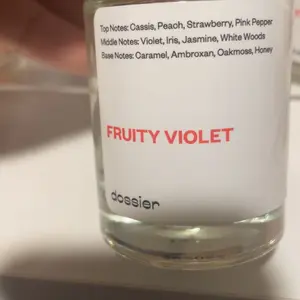 Top Notes: Cassis, Peach, Strawberry, Pink Pepper
Middle Notes: Violet, Iris, Jasmine, White Woods
Base Notes: Caramel, Ambroxan, Oakmoss, Honey
FRUITY VIOLET
dossier